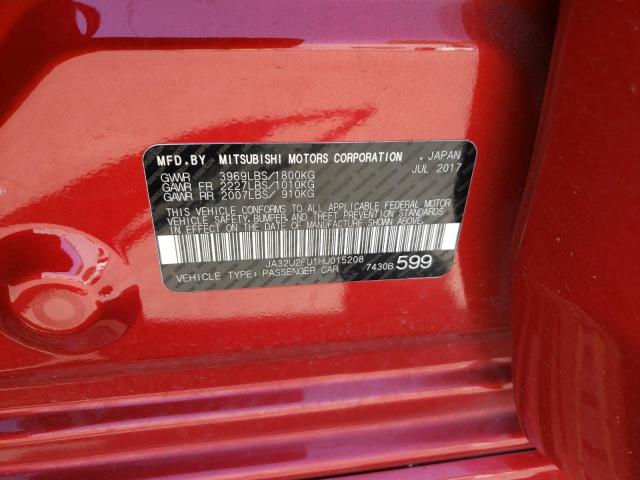 MFD.BY MITSUBISHI MOTORS CORPORATION , JAPAN
JUL 2017
GWR 3969LBS/1800KG
GAWR FR 2227LBS/1010KG
GAWR RR 2007LBS/ 910KG
THIS VEHICLE CONFORMS TO ALL APPLICABLE FEDERAL MOTOR
VEHICLE SAFETY, BUMPER, AND THEFT PREVENTION STANDARDS
IN EFFECT ON THE DATE OF MANUFACTURE SHOWN ABOVE.
JA32U2FU1HU015208
VEHICLE TYPE: PASSENGER CAR 7430B 599